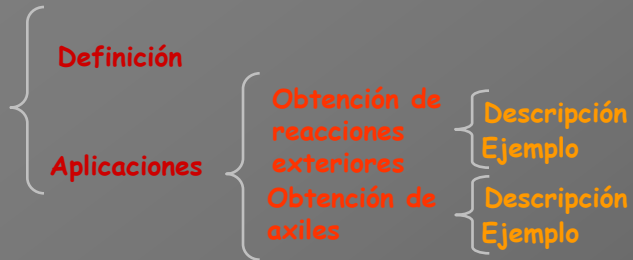 Definición
Aplicaciones
Obtención de
reacciones
exteriores
Descripción
Ejemplo
Obtención de
axiles
Descripción
Ejemplo